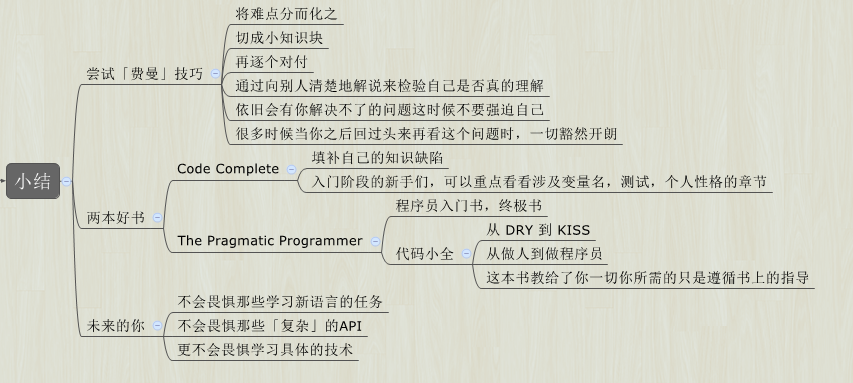 小结
尝试「费曼」技巧
将难点分而化之
切成小知识块
再逐个对付
通过向别人清楚地解说来检验自己是否真的理解
依旧会有你解决不了的问题这时候不要强迫自己
很多时候当你之后回过头来再看这个问题时，一切豁然开朗
两本好书
Code Complete
填补自己的知识缺陷
入门阶段的新手们，可以重点看看涉及变量名，测试，个人性格的章节
The Pragmatic Programmer
程序员入门书，终极书
代码小全
从 DRY 到 KISS
从做人到做程序员
这本书教给了你一切你所需的只是遵循书上的指导
未来的你
不会畏惧那些学习新语言的任务
不会畏惧那些「复杂」的API
更不会畏惧学习具体的技术